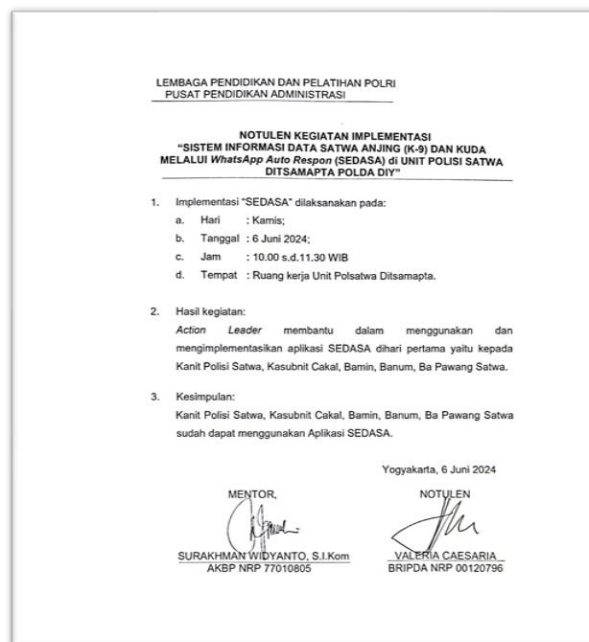 LEMBAGA PENDIDIKAN DAN PELATIHAN POLRI
PUSAT PENDIDIKAN ADMINISTRASI
NOTULEN KEGIATAN IMPLEMENTASI
“SISTEM INFORMASI DATA SATWA ANJING (K-9) DAN KUDA
MELALUI WhatsApp Auto Respon (SEDASA) di UNIT POLISI SATWA
DITSAMAPTA POLDA DIY”
1. Implementasi “SEDASA” dilaksanakan pada:
a. Hari : Kamis;
b. Tanggal : 6 Juni 2024;
c. Jam : 10.00 s.d.11.30 WIB
d. Tempat : Ruang kerja Unit Polsatwa Ditsamapta.
2. Hasil kegiatan:
Action Leader membantu dalam menggunakan dan
mengimplementasikan aplikasi SEDASA dihari pertama yaitu kepada
Kanit Polisi Satwa, Kasubnit Cakal, Bamin, Banum, Ba Pawang Satwa.
3. Kesimpulan:
Kanit Polisi Satwa, Kasubnit Cakal, Bamin, Banum, Ba Pawang Satwa
sudah dapat menggunakan Aplikasi SEDASA.
Yogyakarta, 6 Juni 2024
MENTOR,
SURAKHMAN WIDYANTO, S.I.Kom
AKBP NRP 77010805
NOTULEN
VALERIA CAESARIA
BRIPDA NRP 00120796